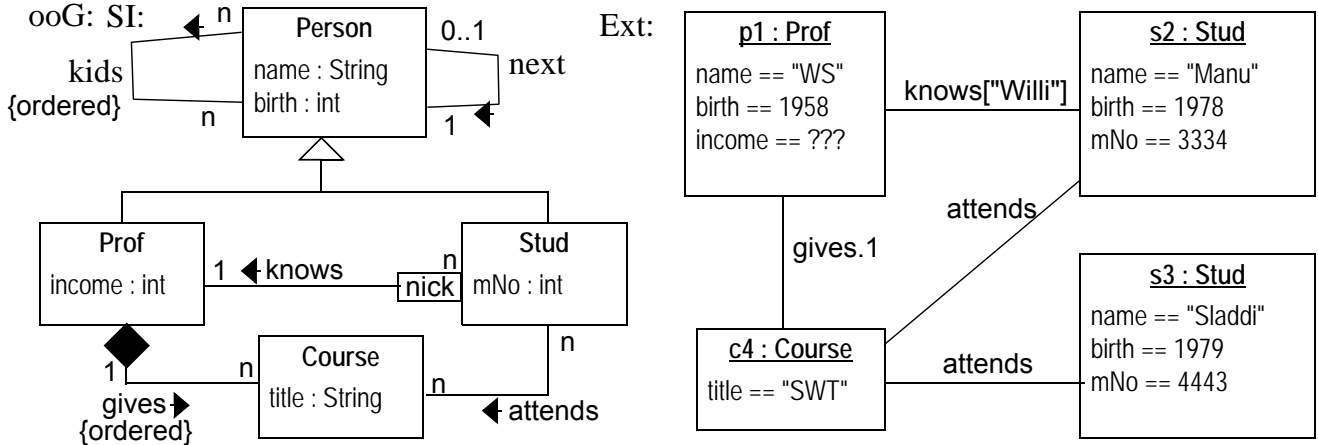 ooG: SI:
n
Person
0..1
name : String
birth : int
kids
{ordered}
n
next
1
Prof
income : int
1
knows
n
nick
Stud
mNo : int
1
gives
{ordered}
n
Course
title : String
n
attends
n
Ext:
p1 : Prof
name == "WS"
birth == 1958
income == ???
knows["Willi"]
s2 : Stud
name == "Manu"
birth == 1978
mNo == 3334
gives.1
attends
c4 : Course
title == "SWT"
attends
s3 : Stud
name == "Sladdi"
birth == 1979
mNo == 4443